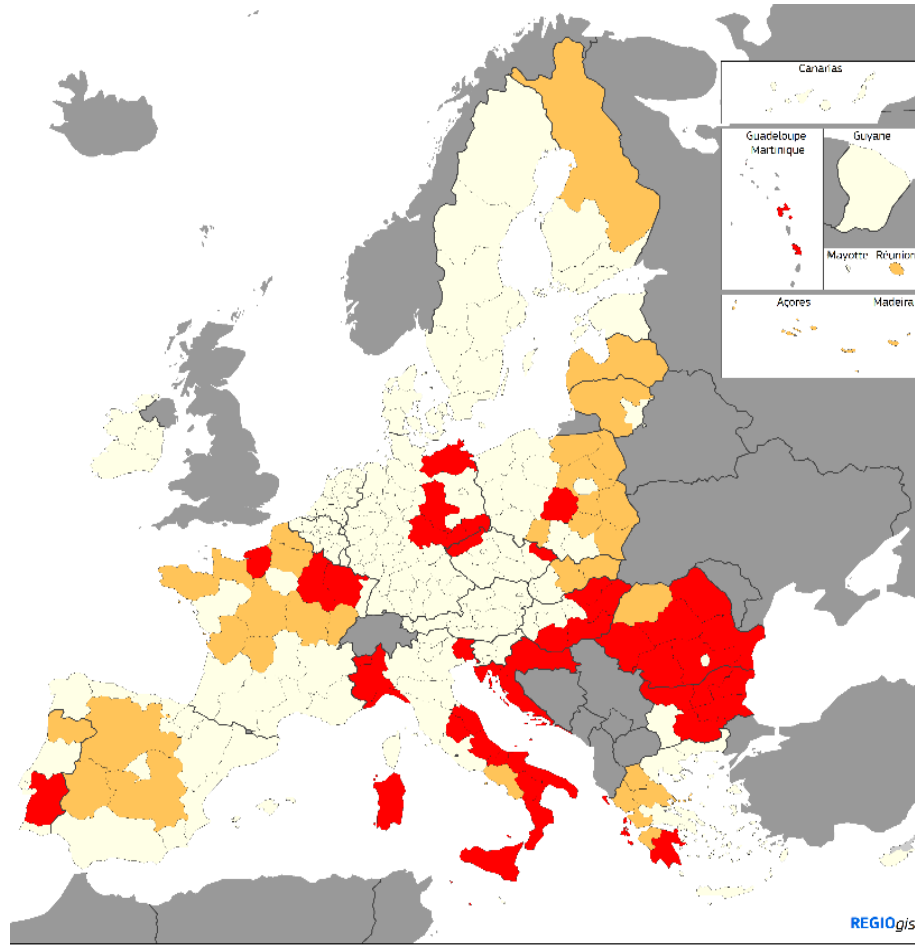 Canarias
Guadeloupe
Martinique
Guyane
Mayotte
Réunion
Açores
Madeira
REGIOgis